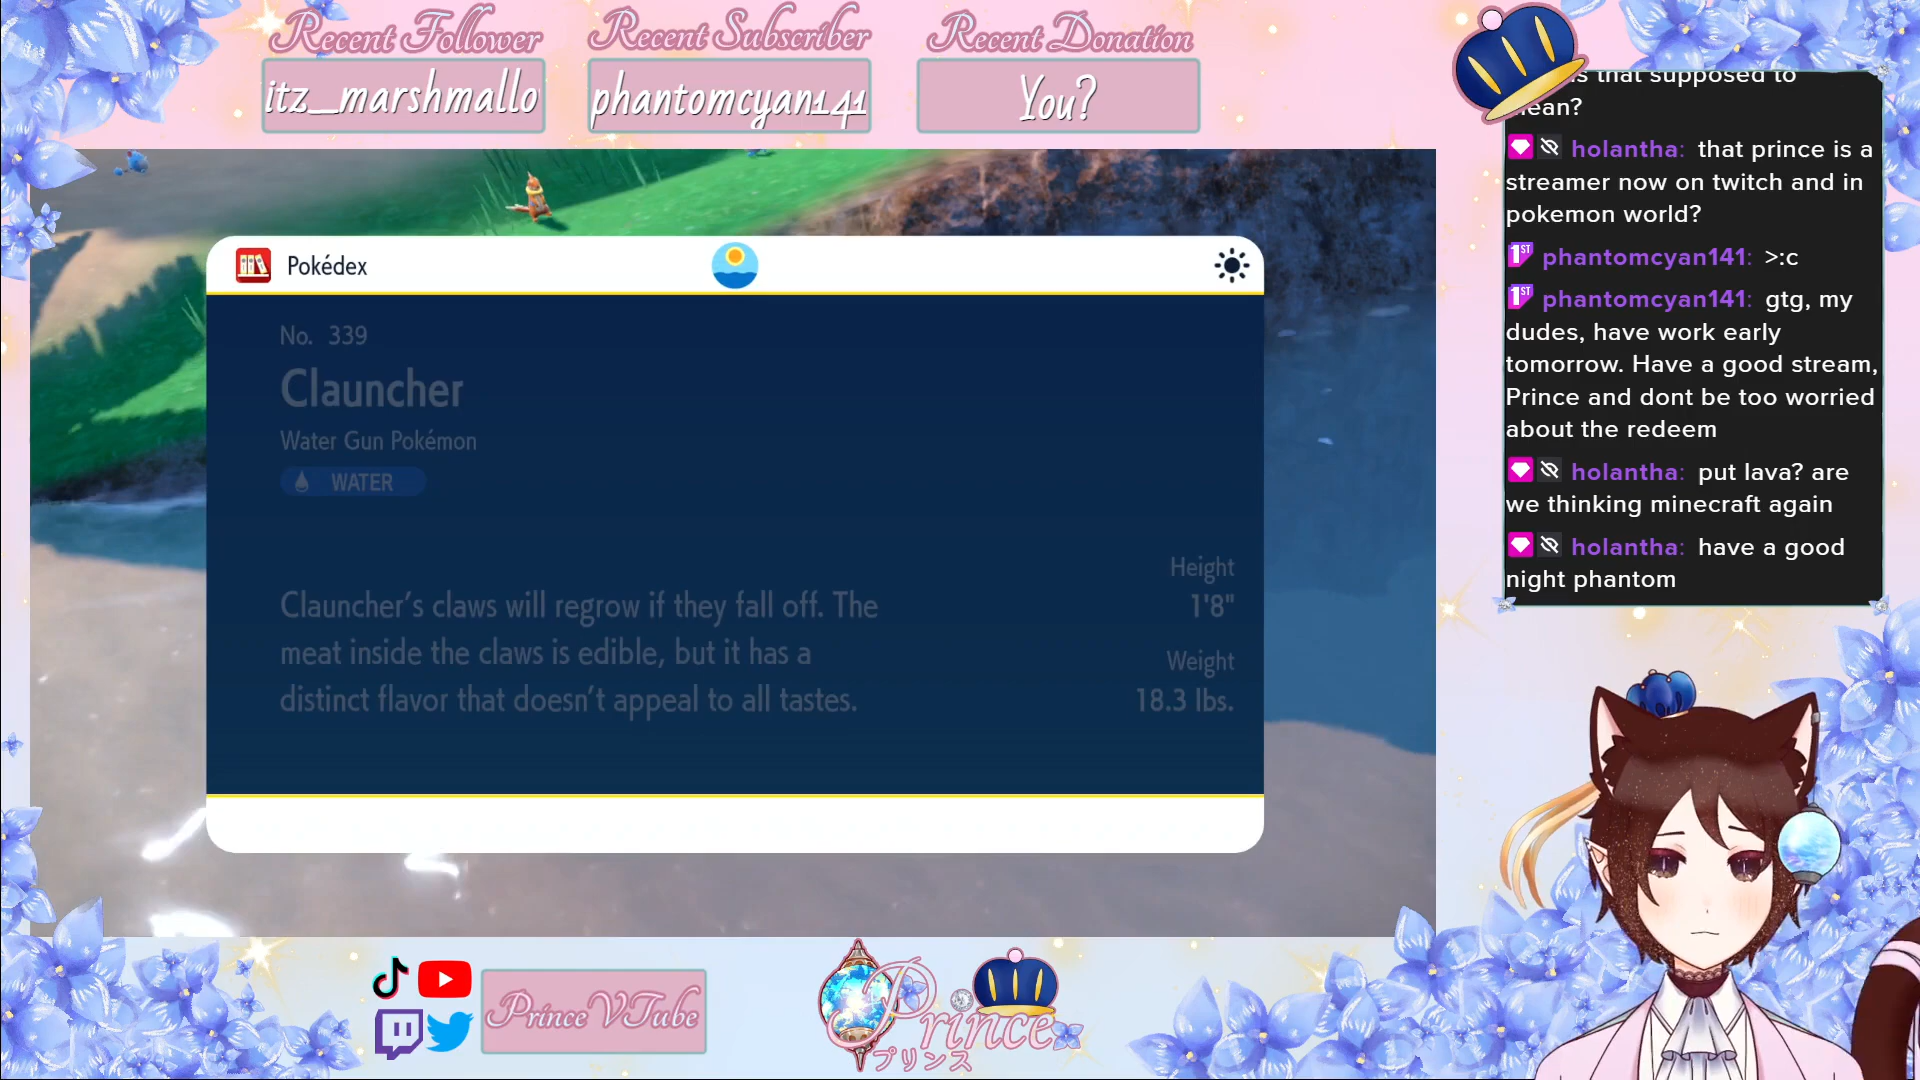 Recent Follower
itz_marshmallo
Recent Subscriber
phantomcyan141
Recent Donation
You?
Pokédex
No. 339
Clauncher
Water Gun Pokémon
WATER
Clauncher's claws will regrow if they fall off. The
meat inside the claws is edible, but it has a
distinct flavor that doesn't appeal to all tastes.
Height
1'8"
Weight
18.3 lbs.
that supposed to
holantha: that prince is a
streamer now on twitch and in
pokemon world?
1ST phantomcyan141: >:c
1ST phantomcyan141: gtg, my
dudes, have work early
tomorrow. Have a good stream,
Prince and dont be too worried
about the redeem
holantha: put lava? are
we thinking minecraft again
holantha: have a good
night phantom
Prince VTube
Prince
プリンス